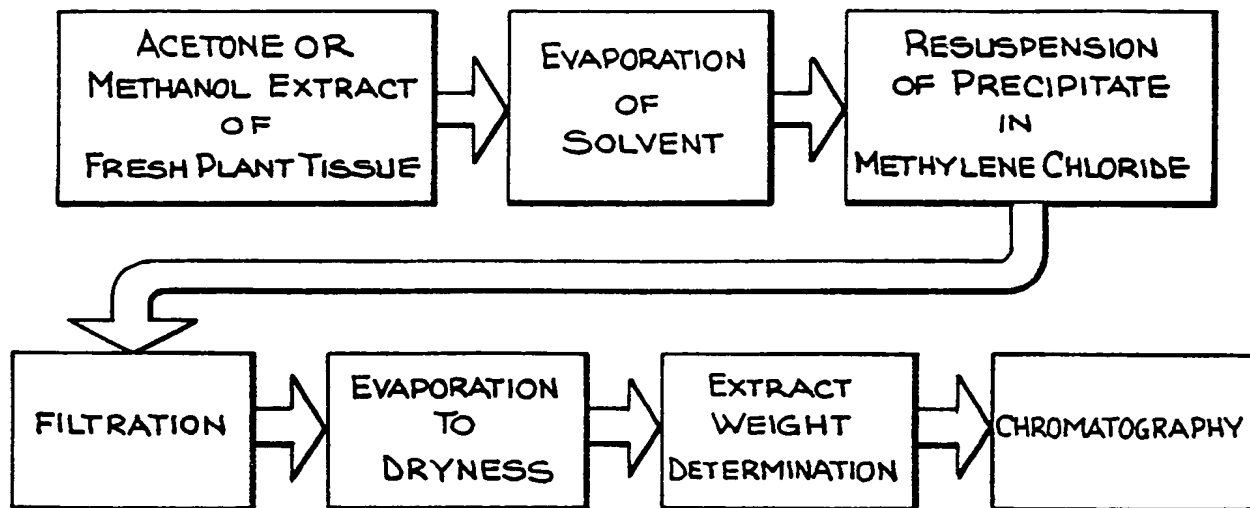 ACETONE OR
METHANOL EXTRACT
OF
FRESH PLANT TISSUE
EVAPORATION
OF
SOLVENT
RESUSPENSION
OF PRECIPITATE
IN
METHYLENE CHLORIDE
FILTRATION
EVAPORATION
TO
DRYNESS
EXTRACT
WEIGHT
DETERMINATION
CHROMATOGRAPHY